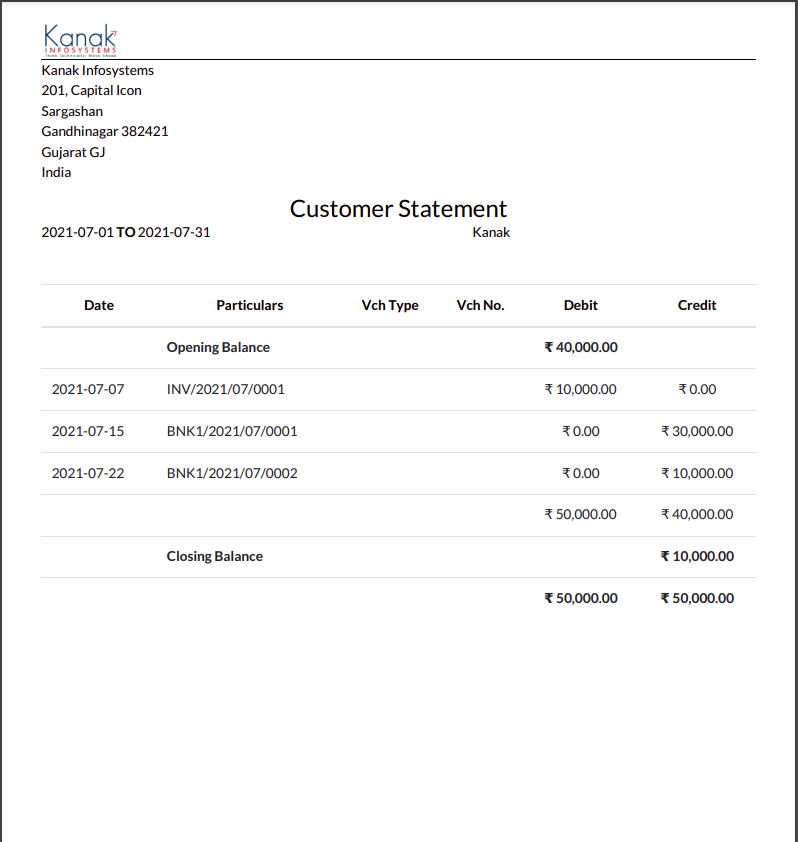 Kanak
INFOSYSTEMS
Think Technically, Move Ahead
Kanak Infosystems
201, Capital Icon
Sargashan
Gandhinagar 382421
Gujarat GJ
India
Customer Statement
2021-07-01 TO 2021-07-31 Kanak
Date Particulars Vch Type Vch No. Debit Credit
Opening Balance ₹ 40,000.00
2021-07-07 INV/2021/07/0001 ₹ 10,000.00 ₹ 0.00
2021-07-15 BNK1/2021/07/0001 ₹ 0.00 ₹ 30,000.00
2021-07-22 BNK1/2021/07/0002 ₹ 0.00 ₹ 10,000.00
₹ 50,000.00 ₹ 40,000.00
Closing Balance ₹ 10,000.00
₹ 50,000.00 ₹ 50,000.00